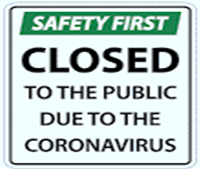 SAFETY FIRST
CLOSED
TO THE PUBLIC
DUE TO THE
CORONAVIRUS